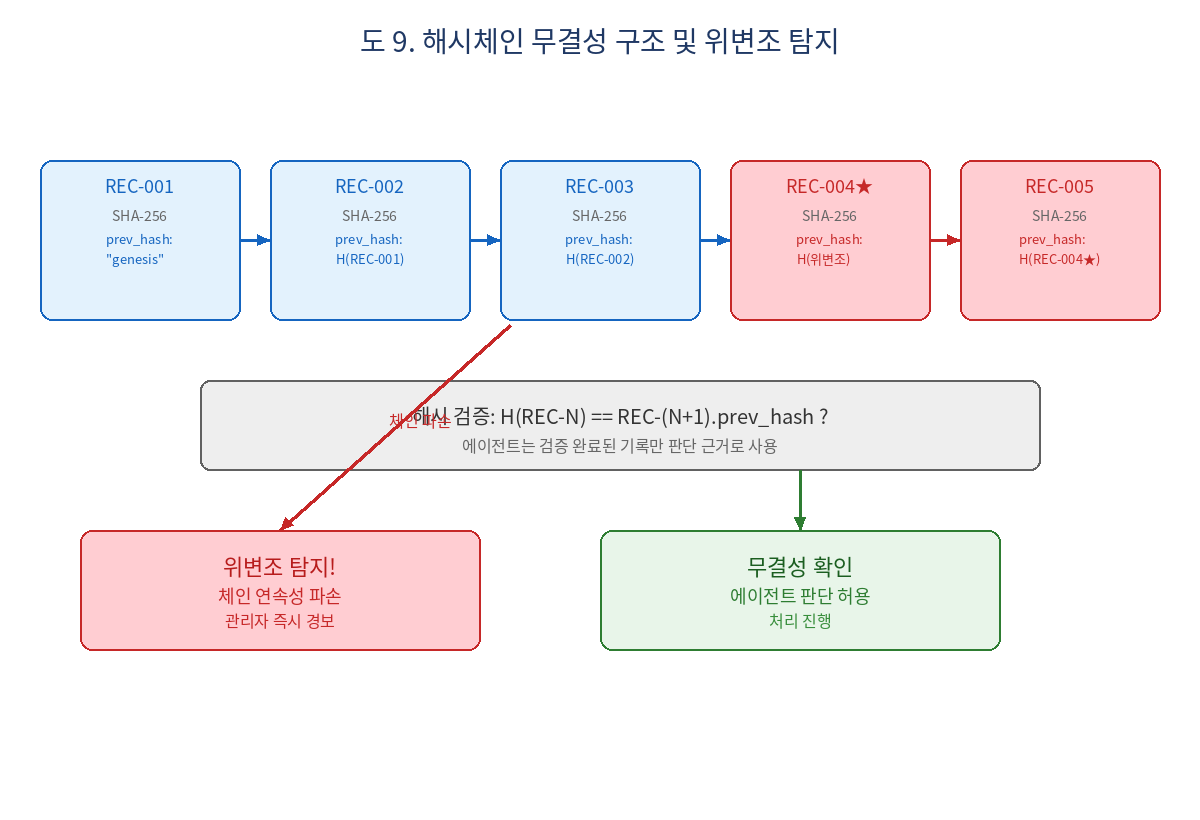 도 9. 해시체인 무결성 구조 및 위변조 탐지
REC-001
SHA-256
prev_hash:
"genesis"
REC-002
SHA-256
prev_hash:
H(REC-001)
REC-003
SHA-256
prev_hash:
H(REC-002)
REC-004★
SHA-256
prev_hash:
H(위변조)
REC-005
SHA-256
prev_hash:
H(REC-004★)
체인 파손
해시 검증: H(REC-N) == REC-(N+1).prev_hash ?
에이전트는 검증 완료된 기록만 판단 근거로 사용
위변조 탐지!
체인 연속성 파손
관리자 즉시 경보
무결성 확인
에이전트 판단 허용
처리 진행